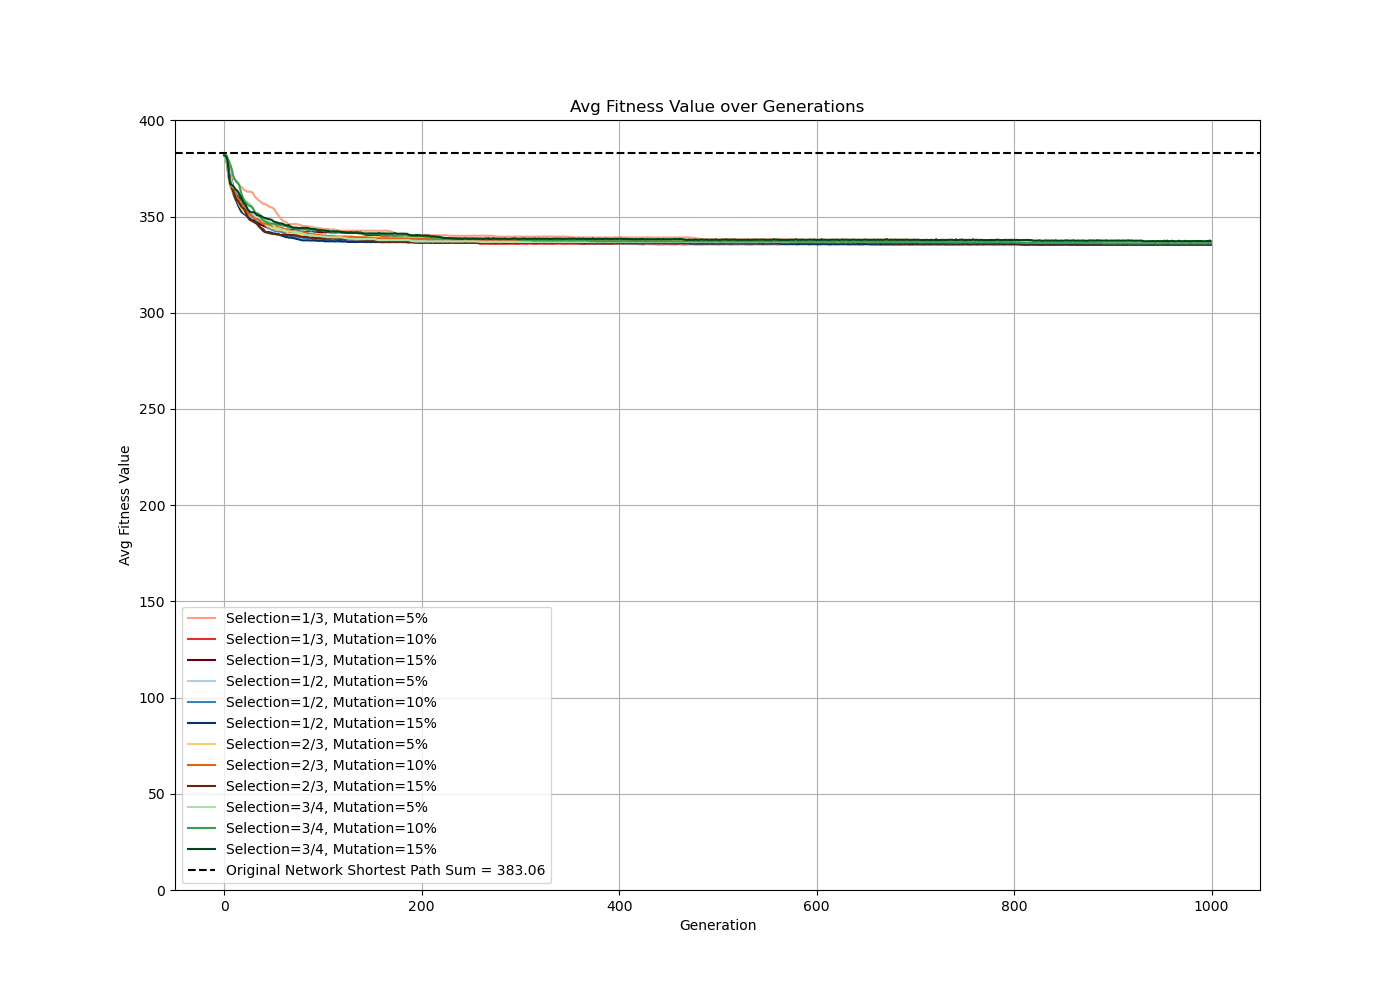 Avg Fitness Value over Generations
400
350
300
250
200
150
100
50
0
Avg Fitness Value
Selection=1/3, Mutation=5%
Selection=1/3, Mutation=10%
Selection=1/3, Mutation=15%
Selection=1/2, Mutation=5%
Selection=1/2, Mutation=10%
Selection=1/2, Mutation=15%
Selection=2/3, Mutation=5%
Selection=2/3, Mutation=10%
Selection=2/3, Mutation=15%
Selection=3/4, Mutation=5%
Selection=3/4, Mutation=10%
Selection=3/4, Mutation=15%
Original Network Shortest Path Sum = 383.06
0 200 400 600 800 1000
Generation